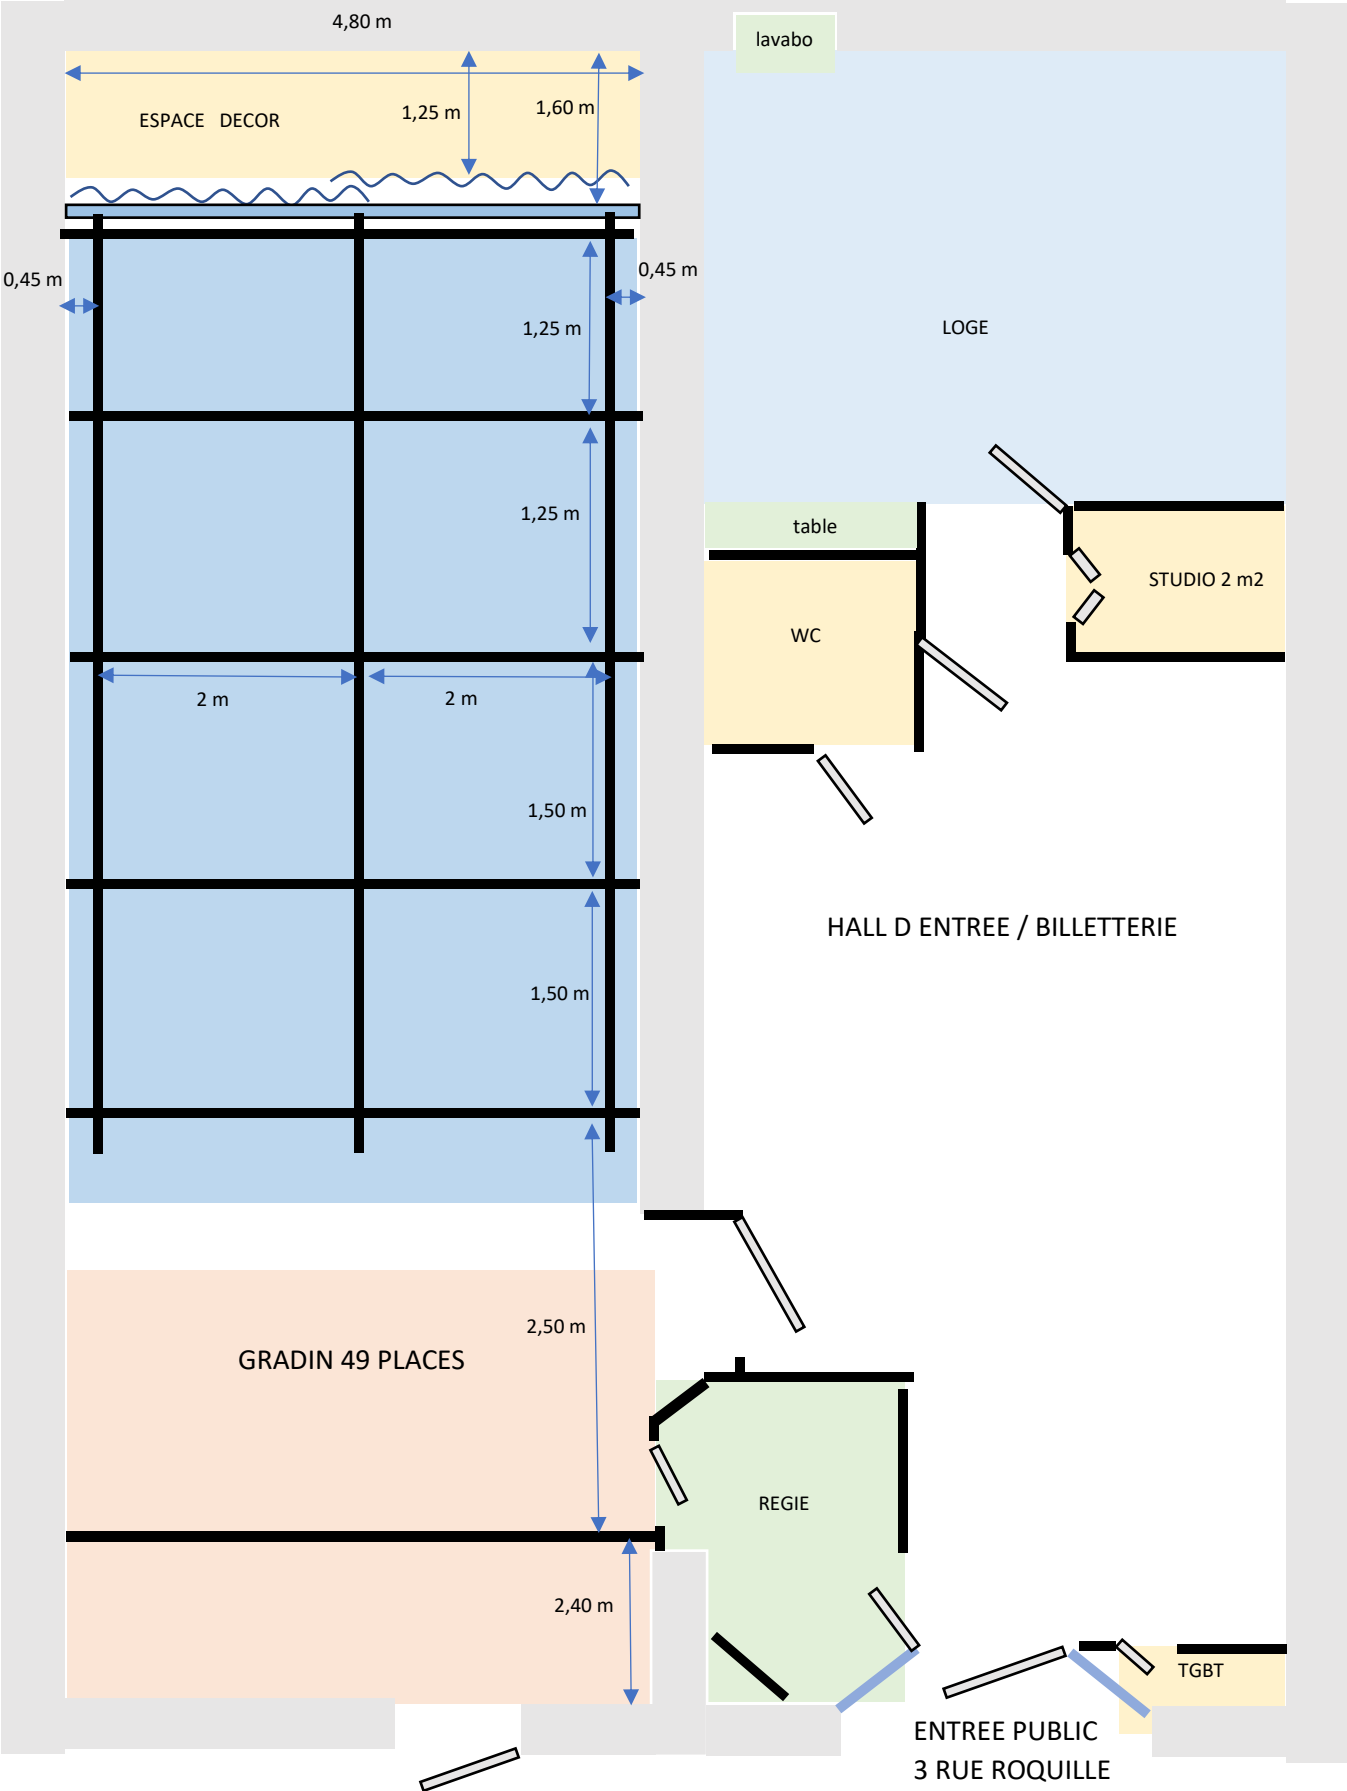 4,80 m
lavabo
1,25 m
1,60 m
ESPACE DECOR
0,45 m
0,45 m
1,25 m
LOGE
1,25 m
table
STUDIO 2 m2
WC
2 m
2 m
1,50 m
HALL D ENTREE / BILLETTERIE
1,50 m
2,50 m
GRADIN 49 PLACES
REGIE
2,40 m
TGBT
ENTREE PUBLIC
3 RUE ROQUILLE